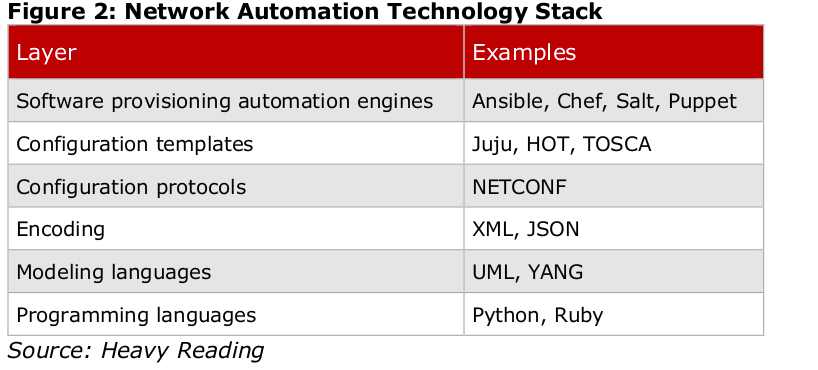 Figure 2: Network Automation Technology Stack
Layer Examples
Software provisioning automation engines Ansible, Chef, Salt, Puppet
Configuration templates Juju, HOT, TOSCA
Configuration protocols NETCONF
Encoding XML, JSON
Modeling languages UML, YANG
Programming languages Python, Ruby
Source: Heavy Reading